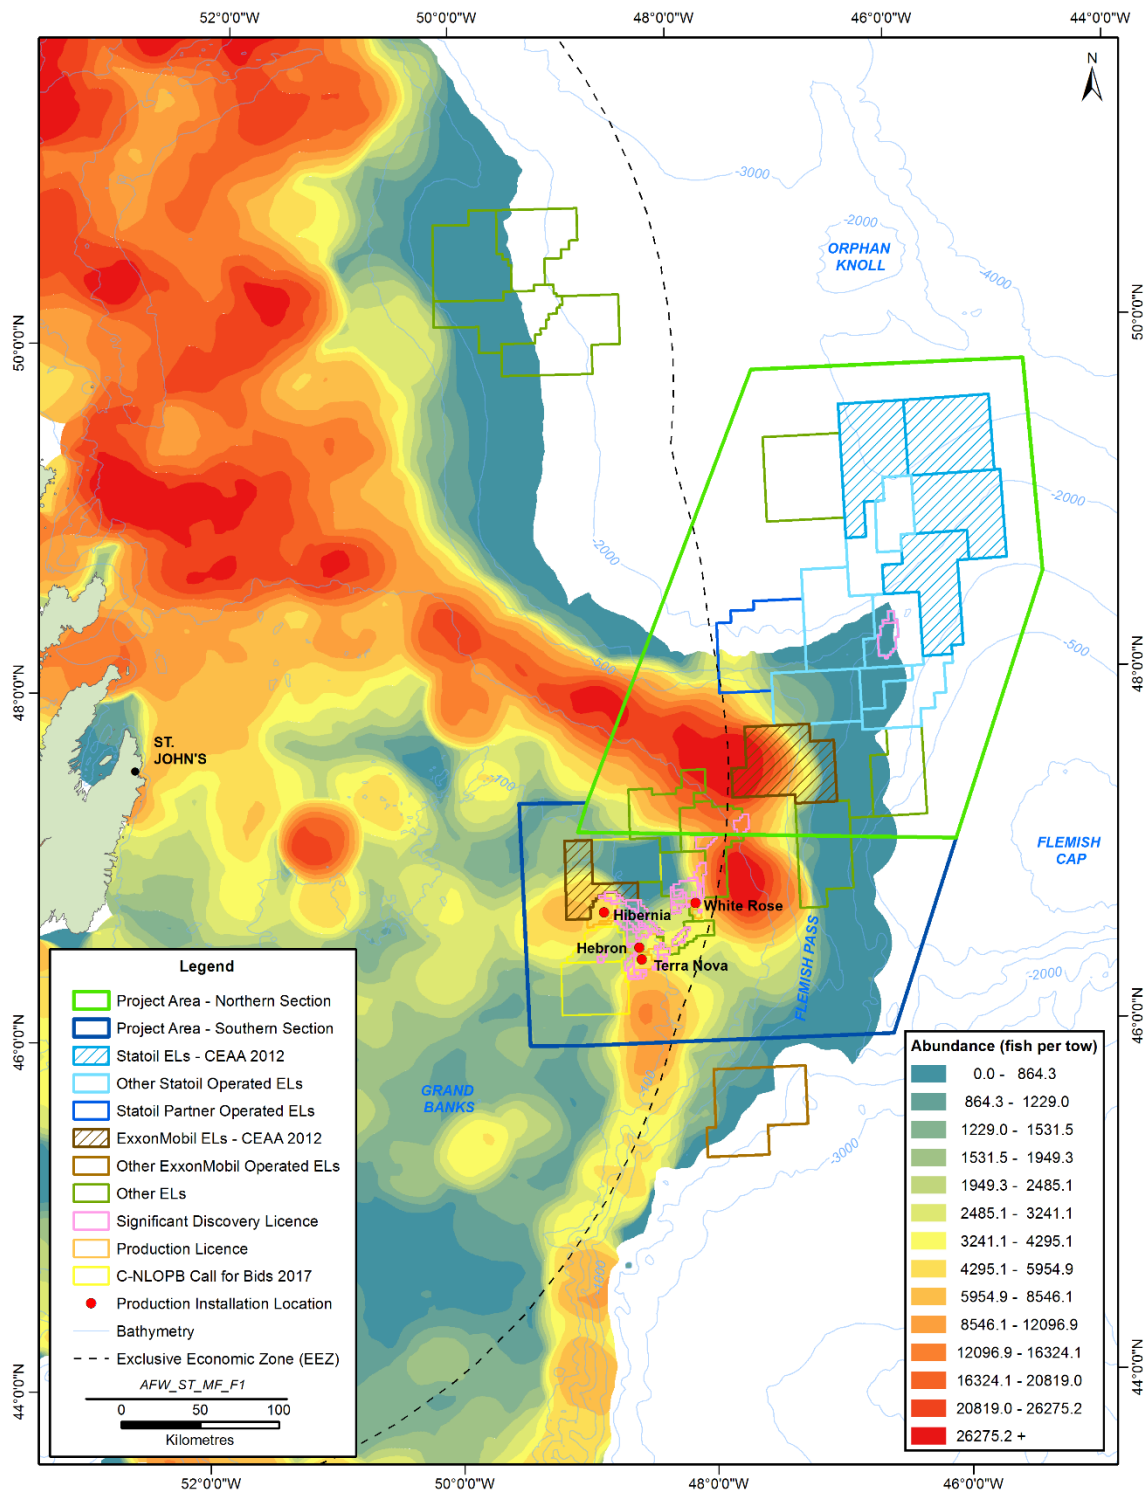 52°0'0"W 50°0'0"W 48°0'0"W 46°0'0"W 44°0'0"W
N
-3000
-2000
ORPHAN
KNOLL
-4000
50°0'0"N
50°0'0"N
-2000
-2000
-500
-500
48°0'0"N
48°0'0"N
ST.
JOHN'S
-100
FLEMISH
CAP
White Rose
Hibernia
Hebron
Terra Nova
FLEMISH PASS
-2000
46°0'0"N
46°0'0"N
-100
GRAND
BANKS
-3000
-1000
44°0'0"N
44°0'0"N
Legend
Project Area - Northern Section
Project Area - Southern Section
Statoil ELs - CEAA 2012
Other Statoil Operated ELs
Statoil Partner Operated ELs
ExxonMobil ELs - CEAA 2012
Other ExxonMobil Operated ELs
Other ELs
Significant Discovery Licence
Production Licence
C-NLOPB Call for Bids 2017
Production Installation Location
Bathymetry
Exclusive Economic Zone (EEZ)
AFW_ST_MF_F1
0 50 100
Kilometres
Abundance (fish per tow)
0.0 - 864.3
864.3 - 1229.0
1229.0 - 1531.5
1531.5 - 1949.3
1949.3 - 2485.1
2485.1 - 3241.1
3241.1 - 4295.1
4295.1 - 5954.9
5954.9 - 8546.1
8546.1 - 12096.9
12096.9 - 16324.1
16324.1 - 20819.0
20819.0 - 26275.2
26275.2 +
52°0'0"W 50°0'0"W 48°0'0"W 46°0'0"W